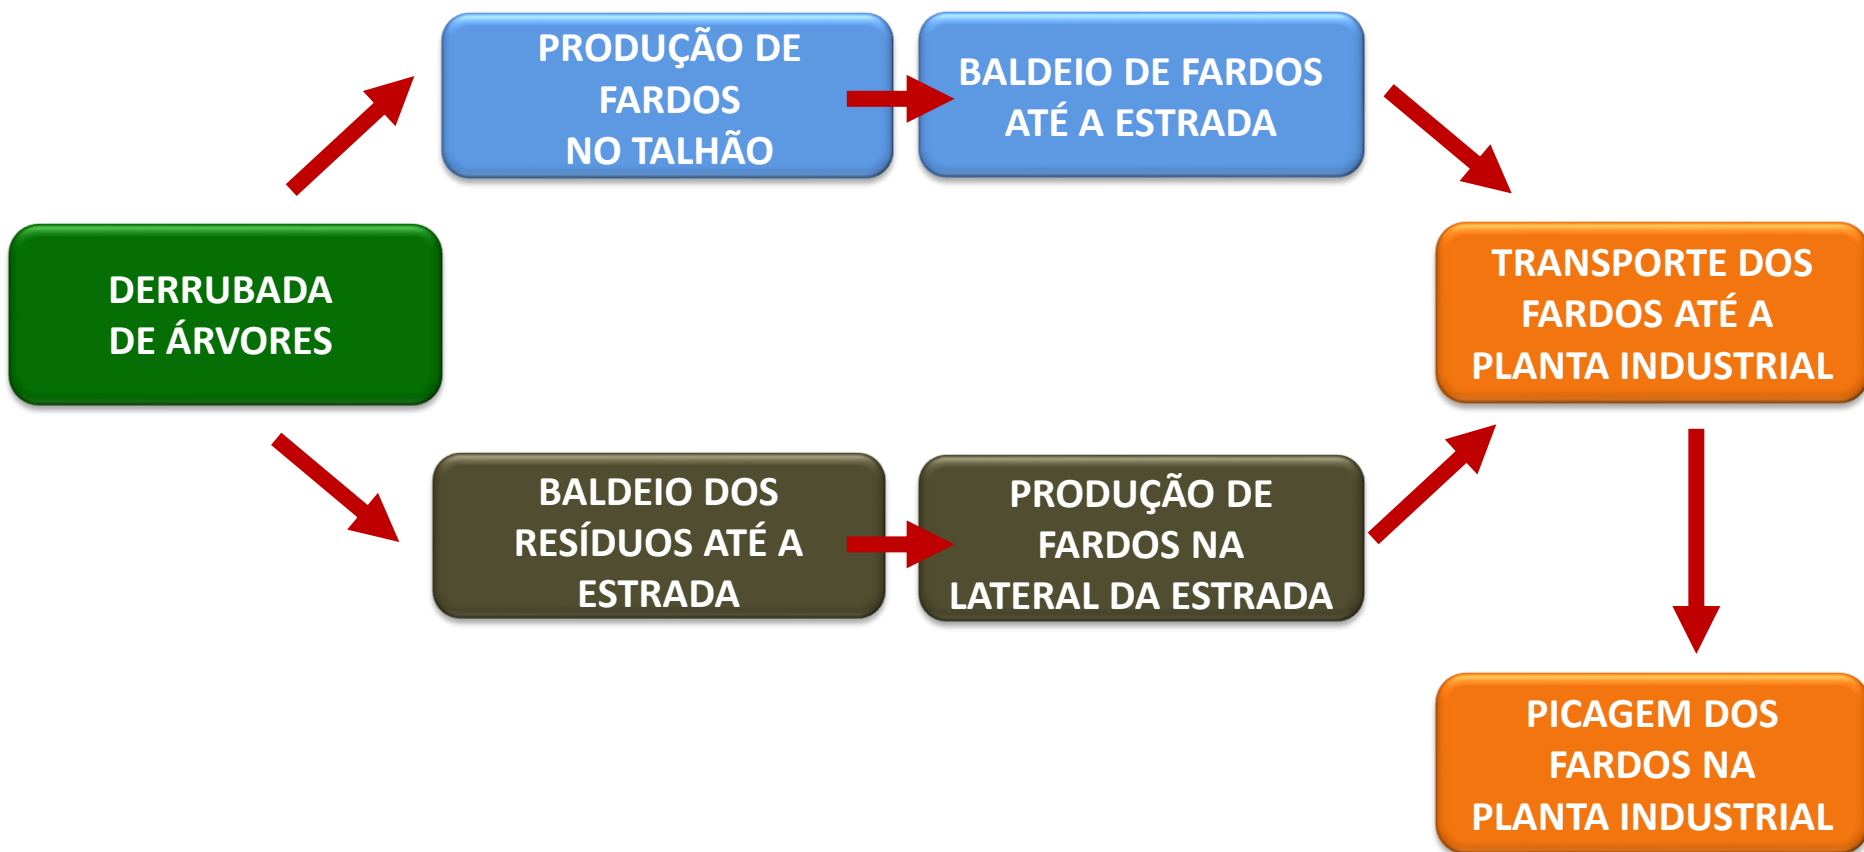 PRODUÇÃO DE
FARDOS
NO TALHÃO
BALDEIO DE FARDOS
ATÉ A ESTRADA
DERRUBADA
DE ÁRVORES
TRANSPORTE DOS
FARDOS ATÉ A
PLANTA INDUSTRIAL
BALDEIO DOS
RESÍDUOS ATÉ A
ESTRADA
PRODUÇÃO DE
FARDOS NA
LATERAL DA ESTRADA
PICAGEM DOS
FARDOS NA
PLANTA INDUSTRIAL